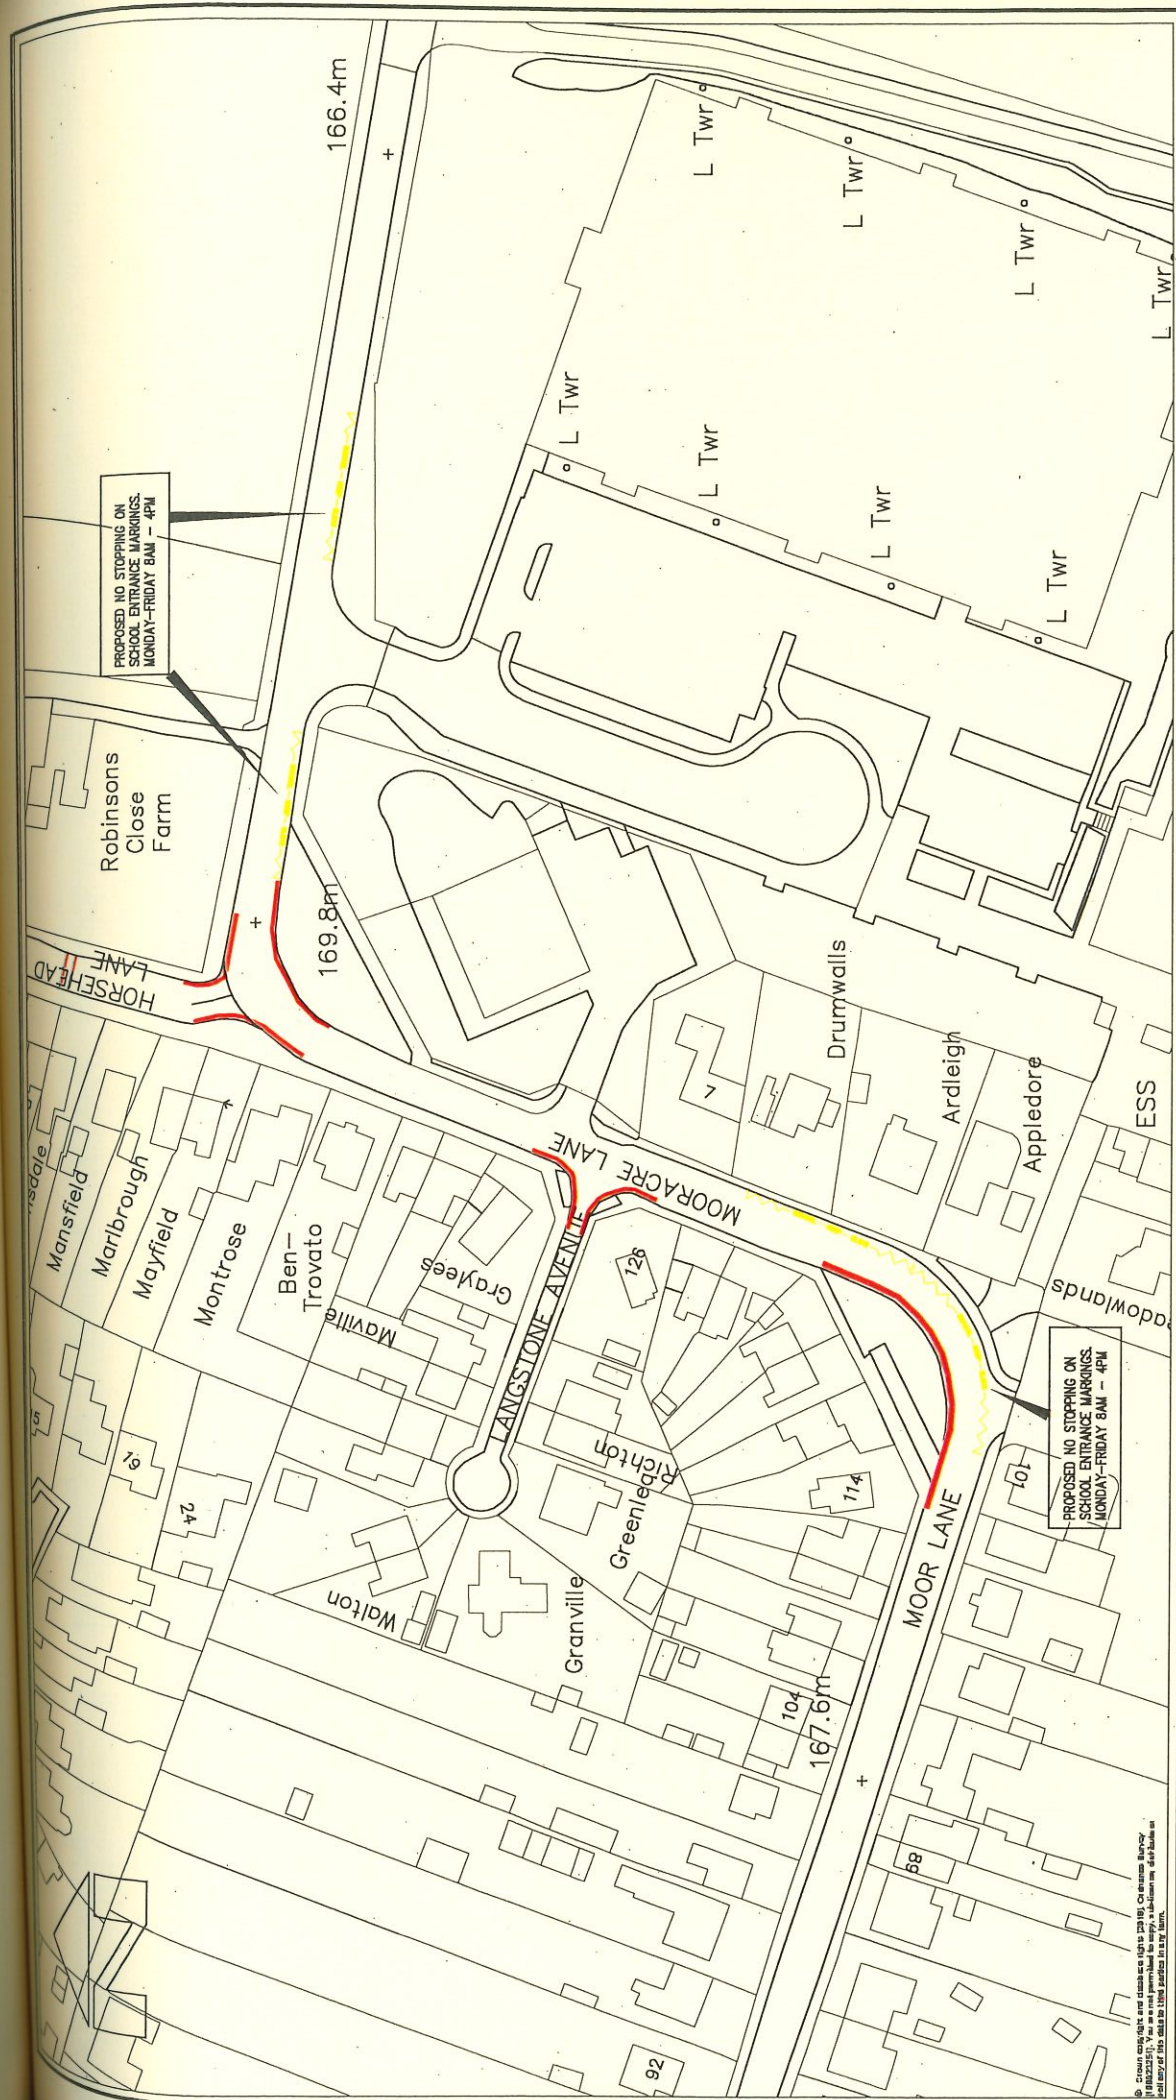 166.4m
PROPOSED NO STOPPING ON
SCHOOL ENTRANCE MARKINGS.
MONDAY-FRIDAY 8AM - 4PM
L Twr
L Twr
L Twr
L Twr
L Twr
L Twr
L Twr
L Twr
Robinsons
Close
Farm
169.8m
HORSEHEAD
LANE
Mansfield
Marlbrough
Mayfield
Montrose
Ben-
Trovato
Maville
Graylees
LANGSTONE AVENUE
MOORACRE LANE
7
Drumwalls
Ardleigh
Appledore
ESS
126
Richton
Greenlea
Granville
Walton
15
19
24
114
101
104
167.6m
MOOR LANE
PROPOSED NO STOPPING ON
SCHOOL ENTRANCE MARKINGS.
MONDAY-FRIDAY 8AM - 4PM
68
92